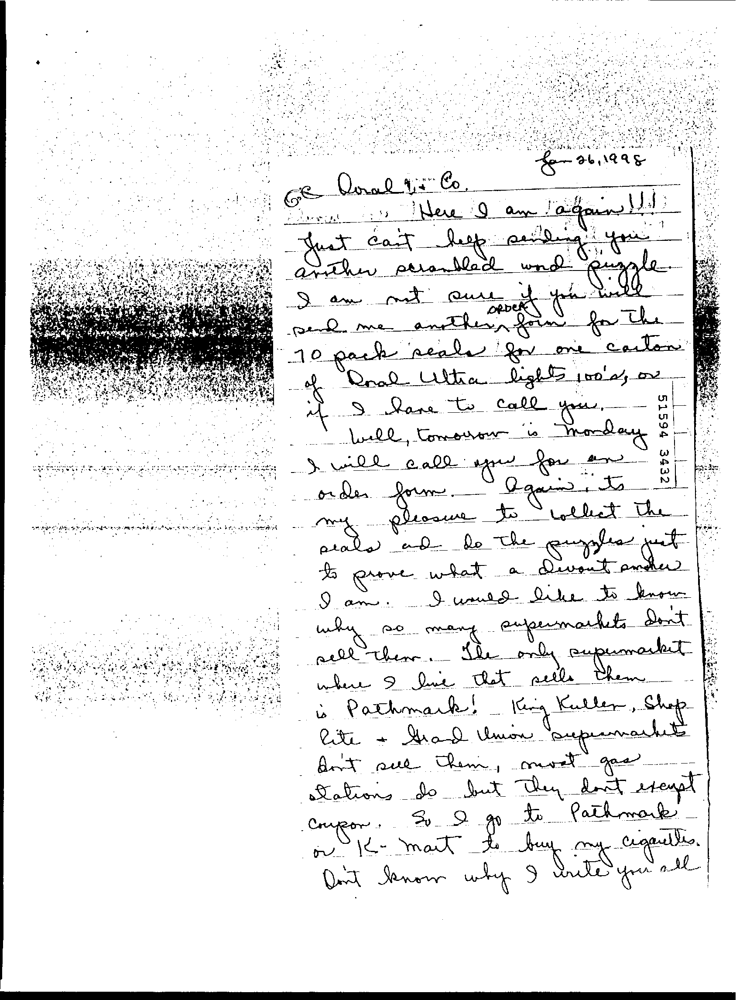 Jan 26, 1998
GR Doral & Co.
Here I am again!!!
Just can't help sending you
another scrambled word puzzle.
I am not sure if you will
send me another ORDER form for the
70 pack seals for one carton
of Doral Ultra lights 100's, or
if I have to call you.
Well, tomorrow is Monday
I will call you for an
order form. Again, its
my pleasure to collect the
seals and do the puzzles just
to prove what a devout smoker
I am. I would like to know
why so many supermarkets don't
sell them. The only supermarket
where I live that sells them
is Pathmark! King Kullen, Shop
Rite + Grand Union supermarkets
don't sell them, most gas
stations do but they dont except
coupon. So I go to Pathmark
or K-Mart to buy my cigarettes.
Don't know why I write you all
51594 3432